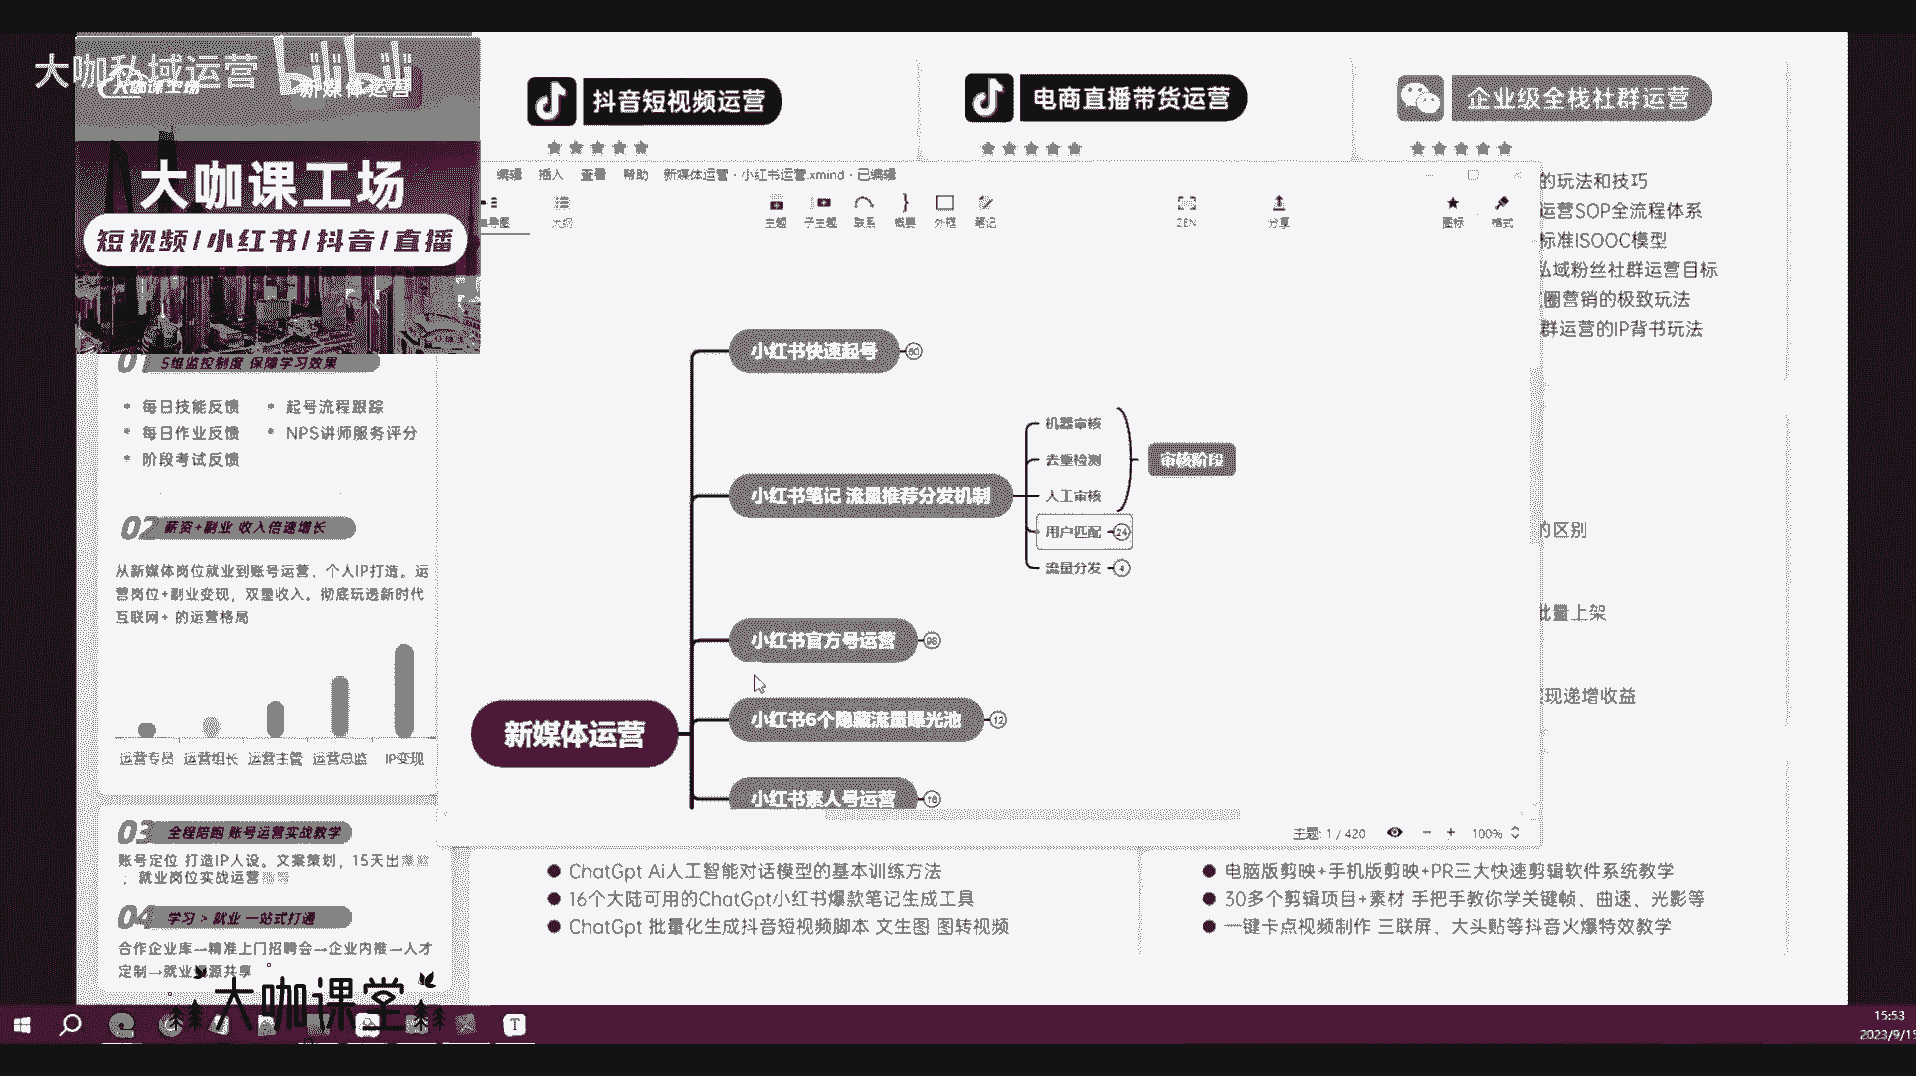 大咖私域运营
bilibili
新媒体运营
大咖课工场
短视频/小红书/抖音/直播
抖音短视频运营
电商直播带货运营
企业级全栈社群运营
编辑 插入 查看 帮助 新媒体运营 · 小红书运营.xmind · 已编辑
大纲
主题 子主题 联系 概要 外框 笔记
28%
分享
图标 格式
的玩法和技巧
运营SOP全流程体系
标准ISOOC模型
私域粉丝社群运营目标
圈营销的极致玩法
群运营的IP背书玩法
的区别
批量上架
现递增收益
小红书快速起号 60
小红书笔记 流量推荐分发机制
机器审核
去重检测
人工审核
审核阶段
用户匹配 24
流量分发 4
小红书官方号运营 98
小红书6个隐藏流量曝光池 12
小红书素人号运营 16
新媒体运营
主题: 1 / 420
100%
01 5维监控制度 保障学习效果
每日技能反馈
起号流程跟踪
每日作业反馈
NPS讲师服务评分
阶段考试反馈
02 薪资+副业 收入倍速增长
从新媒体岗位就业到账号运营，个人IP打造。运
营岗位+副业变现，双重收入。彻底玩透新时代
互联网+ 的运营格局
运营专员 运营组长 运营主管 运营总监 IP变现
03 全程陪跑 账号运营实战教学
账号定位 打造IP人设。文案策划，15天出
；就业岗位实战运营
04 学习 > 就业 一站式打通
合作企业库→精准上门招聘会→企业内推→人才
定制→就业资源共享
大咖课堂
ChatGpt Ai人工智能对话模型的基本训练方法
16个大陆可用的ChatGpt小红书爆款笔记生成工具
ChatGpt 批量化生成抖音短视频脚本 文生图 图转视频
电脑版剪映+手机版剪映+PR三大快速剪辑软件系统教学
30多个剪辑项目+素材 手把手教你学关键帧、曲速、光影等
一键卡点视频制作 三联屏、大头贴等抖音火爆特效教学
T
15:53
2023/9/15